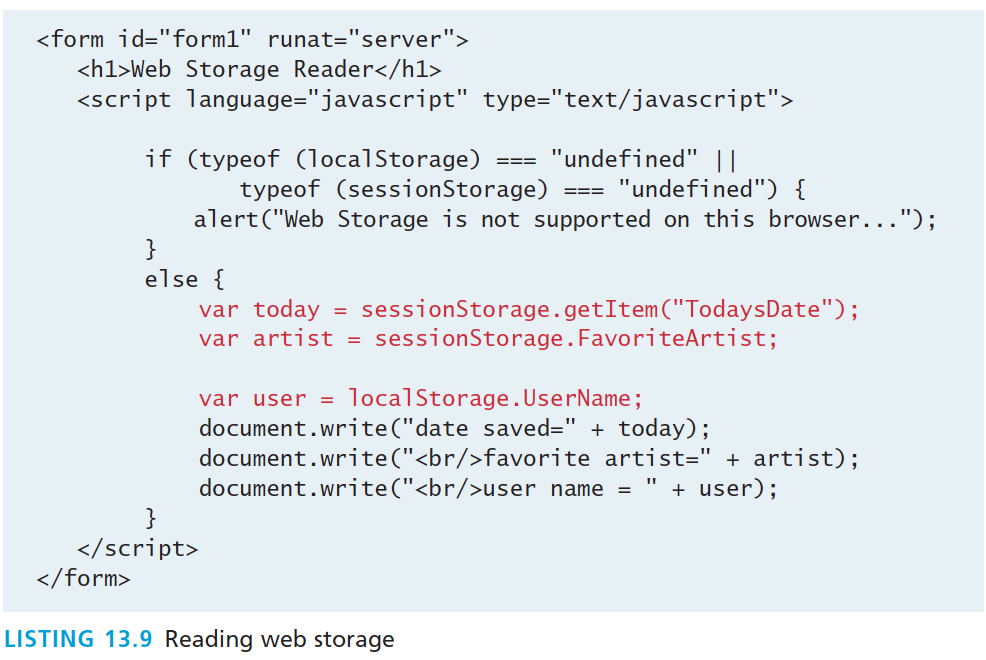 <form id="form1" runat="server">
<h1>Web Storage Reader</h1>
<script language="javascript" type="text/javascript">
if (typeof (localStorage) === "undefined" ||
typeof (sessionStorage) === "undefined") {
alert("Web Storage is not supported on this browser...");
}
else {
var today = sessionStorage.getItem("TodaysDate");
var artist = sessionStorage.FavoriteArtist;
var user = localStorage.UserName;
document.write("date saved=" + today);
document.write("<br/>favorite artist=" + artist);
document.write("<br/>user name = " + user);
}
</script>
</form>
LISTING 13.9 Reading web storage